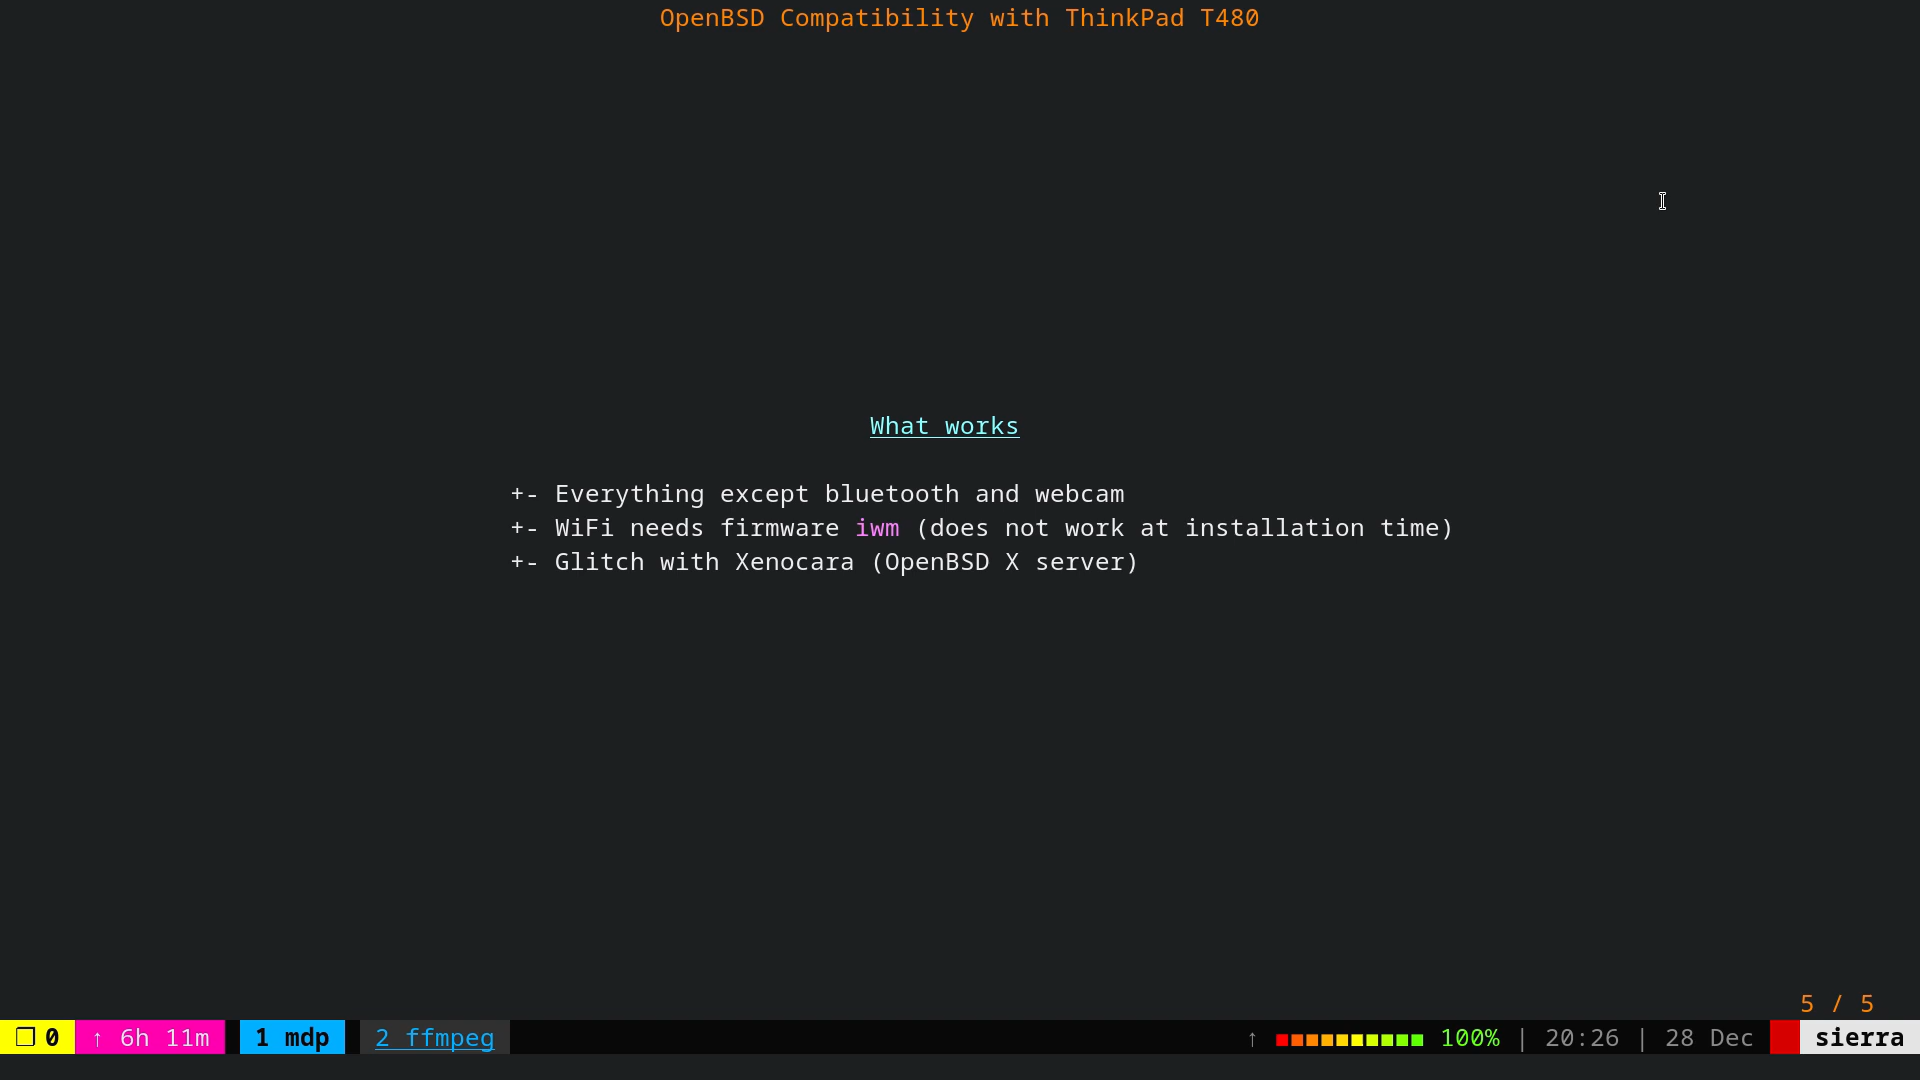 OpenBSD Compatibility with ThinkPad T480
What works
+- Everything except bluetooth and webcam
+- WiFi needs firmware iwm (does not work at installation time)
+- Glitch with Xenocara (OpenBSD X server)
5 / 5
❐ 0 ↑ 6h 11m 1 mdp 2 ffmpeg ↑ ■■■■■■■■■■ 100% | 20:26 | 28 Dec sierra